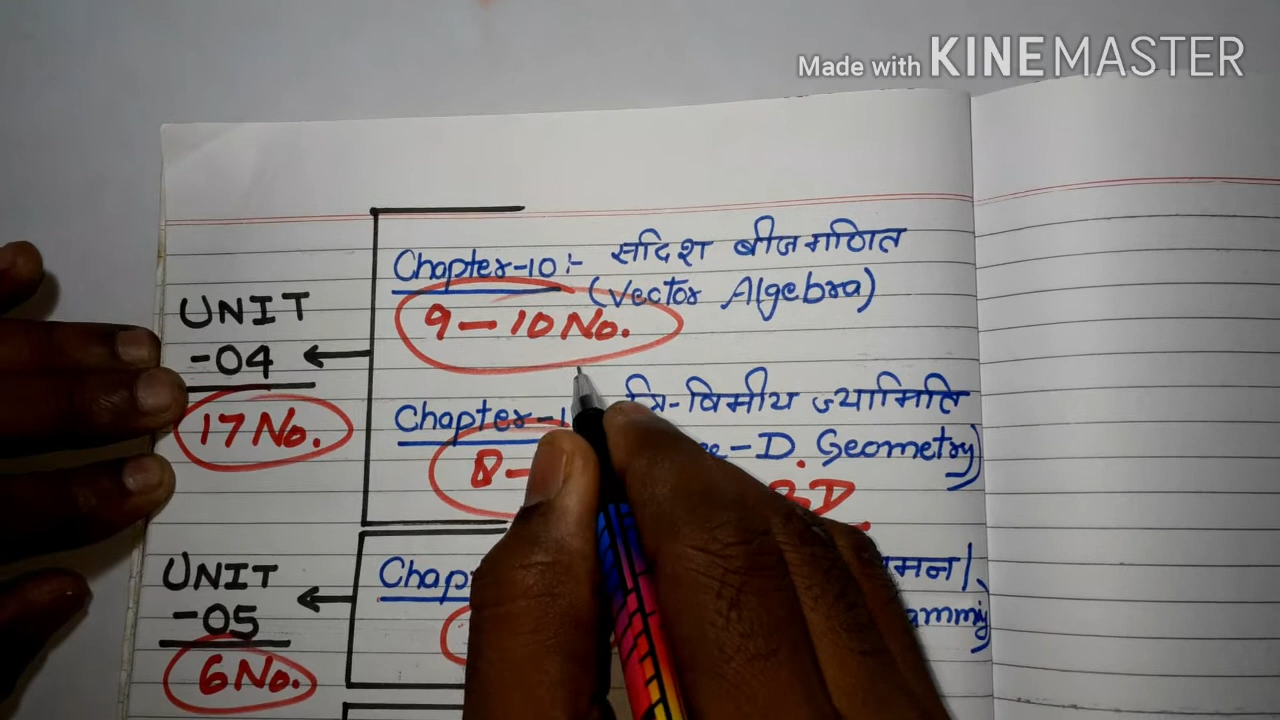 Made with KINEMASTER
Chapter-10:- सदिश बीजगणित
(Vector Algebra)
9-10 No.
UNIT
-04
17 No.
Chapter-1 त्रि-विमीय ज्यामिति
-D. Geometry)
8-
3D
UNIT
-05
6 No.
Chap